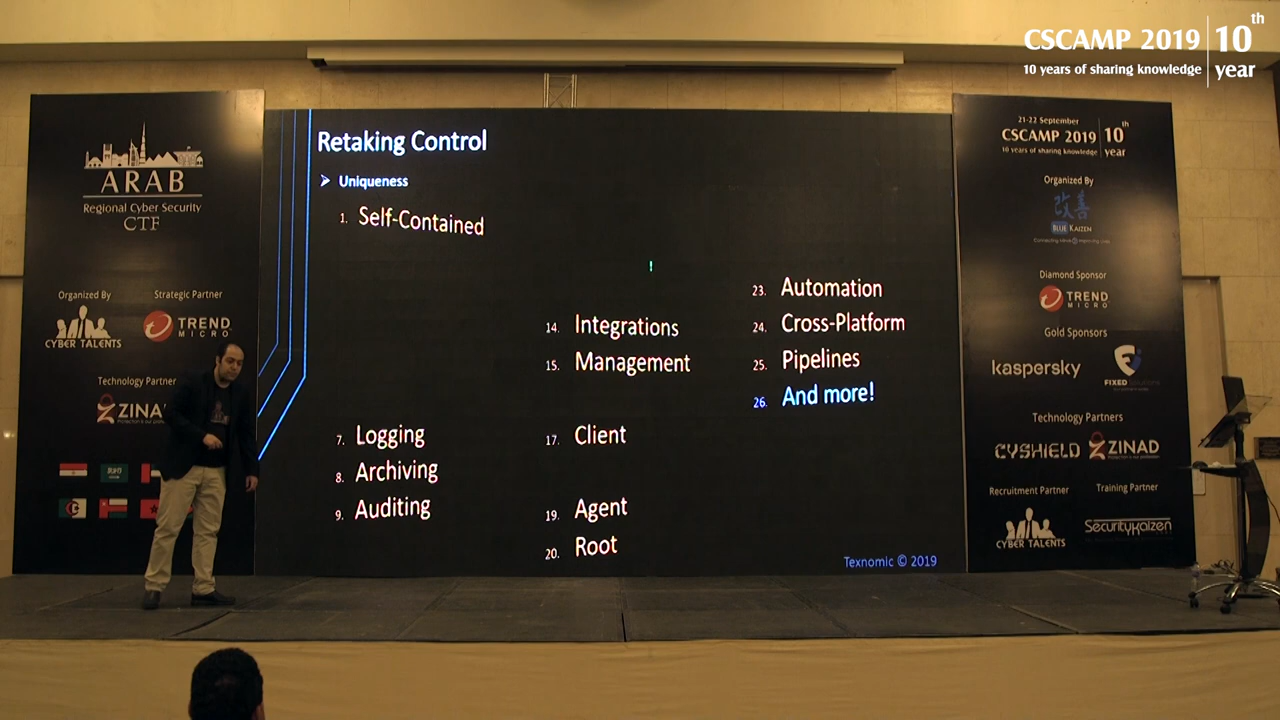 CSCAMP 2019 10th year
10 years of sharing knowledge
ARAB
Regional Cyber Security
CTF
Organized By
Strategic Partner
CYBER TALENTS
TREND MICRO
Technology Partner
ZINA
Retaking Control
➤ Uniqueness
1. Self-Contained
7. Logging
8. Archiving
9. Auditing
!
14. Integrations
15. Management
17. Client
19. Agent
20. Root
23. Automation
24. Cross-Platform
25. Pipelines
26. And more!
Texnomic © 2019
21-22 September
CSCAMP 2019 10th year
10 years of sharing knowledge
Organized By
改善
BLUE KAIZEN
Diamond Sponsor
TREND MICRO
Gold Sponsors
kaspersky
FIXED
Technology Partners
CYSHIELD
ZINAD
Recruitment Partner
Training Partner
CYBER TALENTS
Securitykaizen